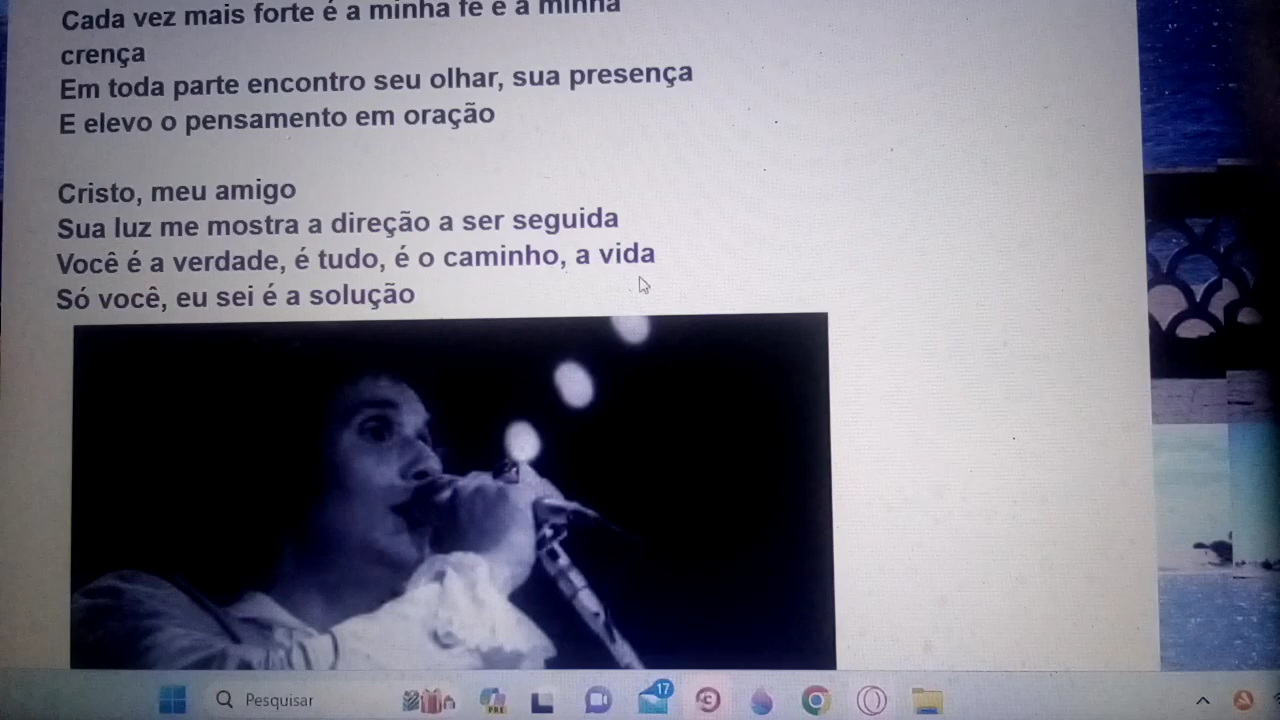 Cada vez mais forte é a minha fé e a minha
crença
Em toda parte encontro seu olhar, sua presença
E elevo o pensamento em oração
Cristo, meu amigo
Sua luz me mostra a direção a ser seguida
Você é a verdade, é tudo, é o caminho, a vida
Só você, eu sei é a solução
Pesquisar
PRE
17